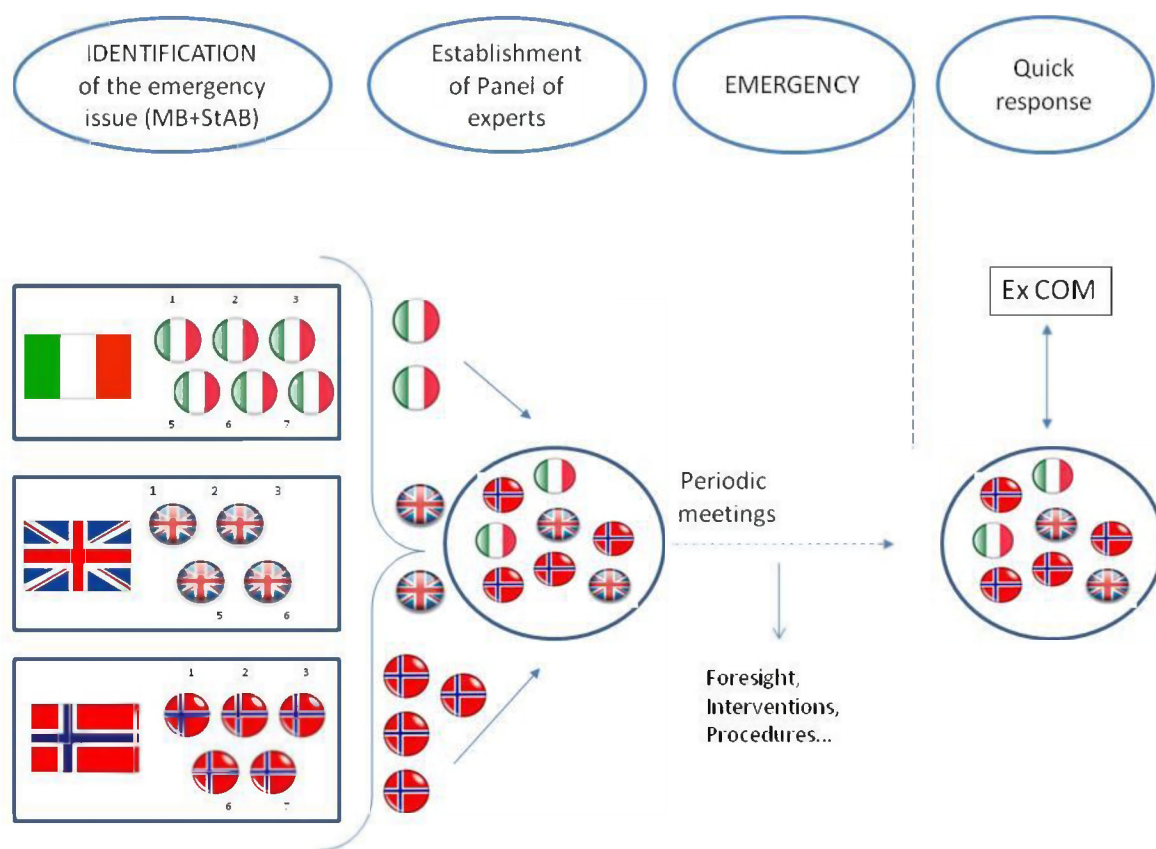 IDENTIFICATION
of the emergency
issue (MB+StAB)
Establishment
of Panel of
experts
EMERGENCY
Quick
response
1 2 3
5 6 7
1 2 3
5 6
1 2 3
6 7
Periodic
meetings
Foresight,
Interventions,
Procedures...
Ex COM